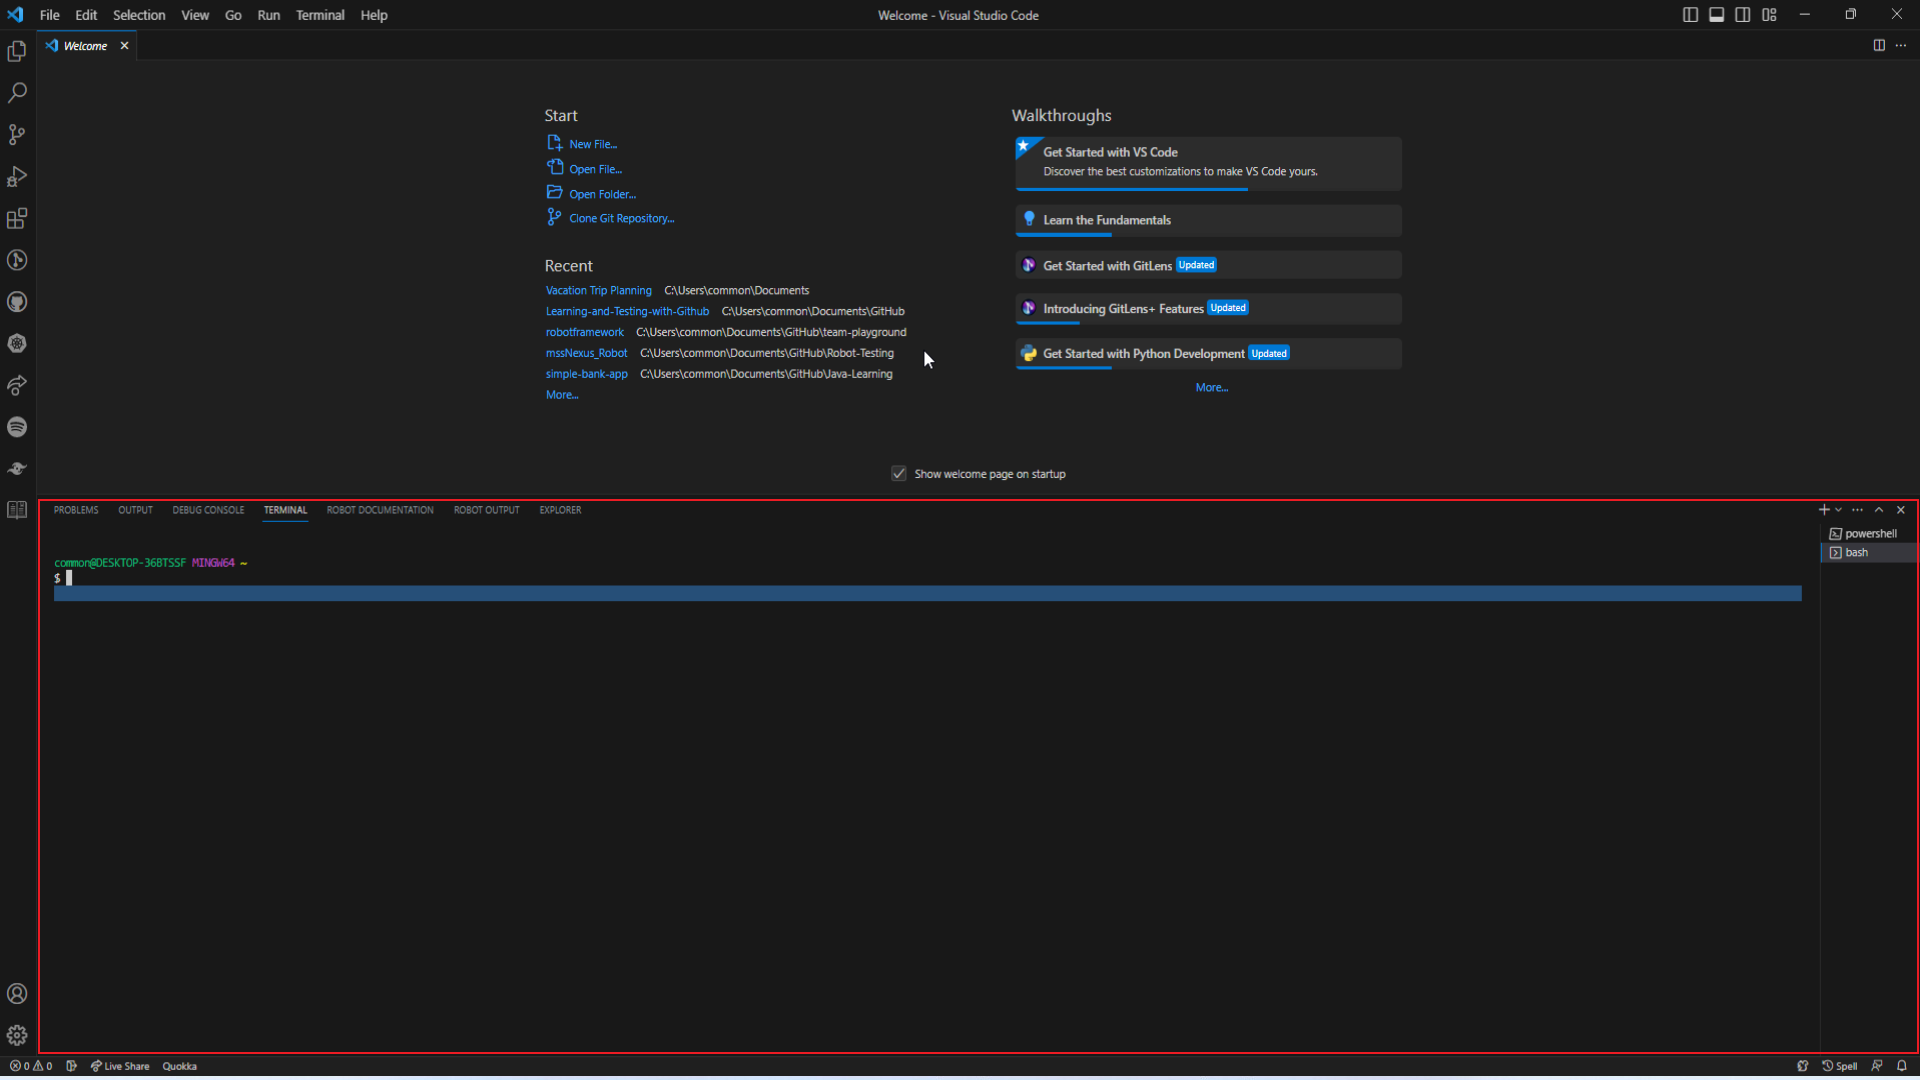 File Edit Selection View Go Run Terminal Help Welcome - Visual Studio Code
Welcome
Start
New File...
Open File...
Open Folder...
Clone Git Repository...
Recent
Vacation Trip Planning C:\Users\common\Documents
Learning-and-Testing-with-Github C:\Users\common\Documents\GitHub
robotframework C:\Users\common\Documents\GitHub\team-playground
mssNexus_Robot C:\Users\common\Documents\GitHub\Robot-Testing
simple-bank-app C:\Users\common\Documents\GitHub\Java-Learning
More...
Walkthroughs
Get Started with VS Code
Discover the best customizations to make VS Code yours.
Learn the Fundamentals
Get Started with GitLens Updated
Introducing GitLens+ Features Updated
Get Started with Python Development Updated
More...
Show welcome page on startup
PROBLEMS OUTPUT DEBUG CONSOLE TERMINAL ROBOT DOCUMENTATION ROBOT OUTPUT EXPLORER
common@DESKTOP-36BTSSF MINGW64 ~
$
powershell
bash
0 0 Live Share Quokka Spell